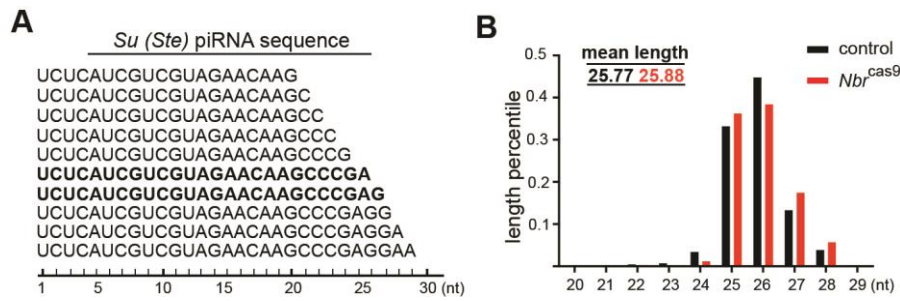 A
Su (Ste) piRNA sequence
UCUCAUCGUCGUAGAACAAG
UCUCAUCGUCGUAGAACAAGC
UCUCAUCGUCGUAGAACAAGCC
UCUCAUCGUCGUAGAACAAGCCC
UCUCAUCGUCGUAGAACAAGCCCG
UCUCAUCGUCGUAGAACAAGCCCGA
UCUCAUCGUCGUAGAACAAGCCCGAG
UCUCAUCGUCGUAGAACAAGCCCGAGG
UCUCAUCGUCGUAGAACAAGCCCGAGGA
UCUCAUCGUCGUAGAACAAGCCCGAGGAA
1 5 10 15 20 25 30 (nt)
B
mean length
25.77 25.88
control
Nbrcas9
length percentile
0.5
0.4
0.3
0.2
0.1
20 21 22 23 24 25 26 27 28 29 (nt)